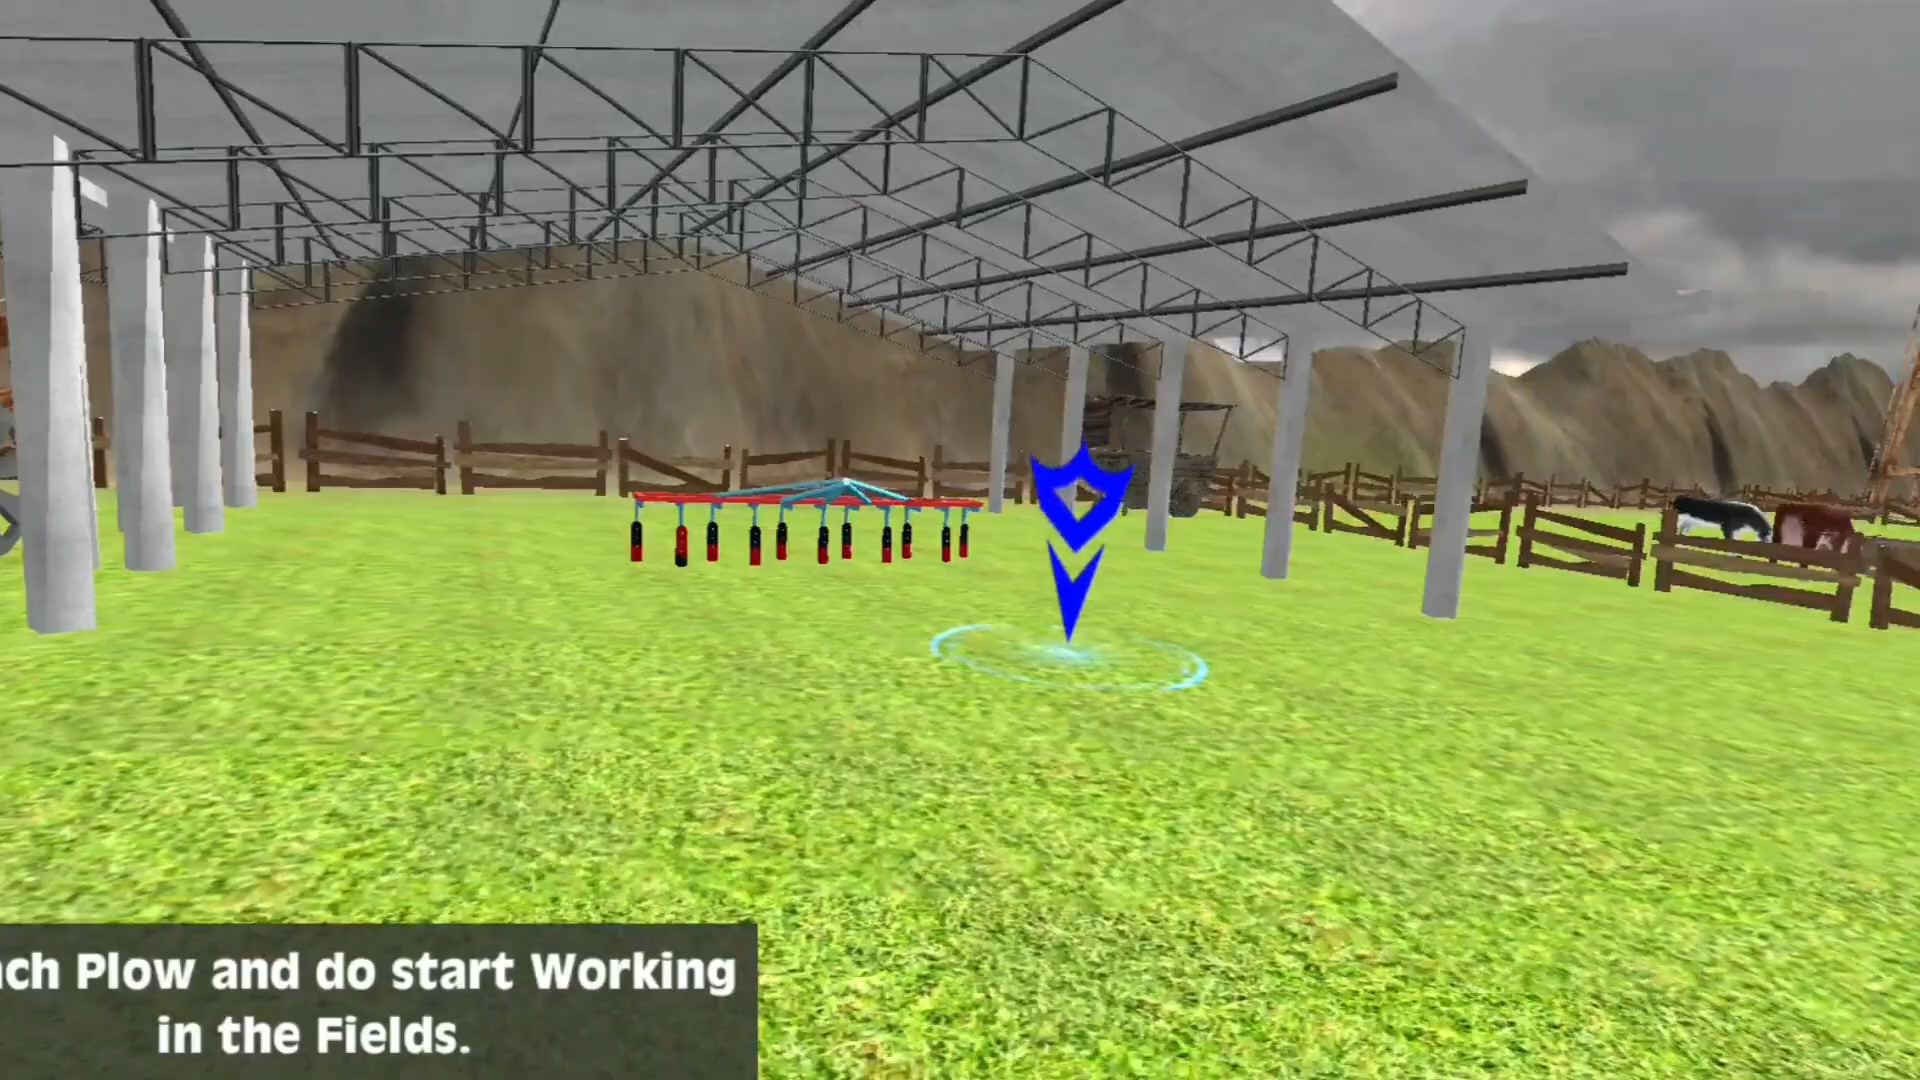 ch Plow and do start Working
in the Fields.